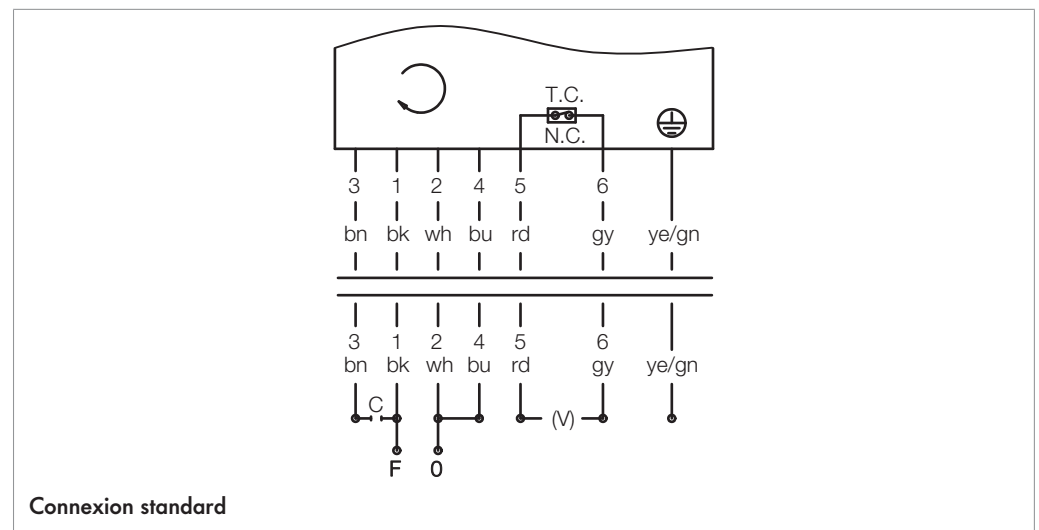 T.C.
N.C.
3 1 2 4 5 6
bn bk wh bu rd gy ye/gn
3 1 2 4 5 6
bn bk wh bu rd gy ye/gn
C (V)
F 0
Connexion standard